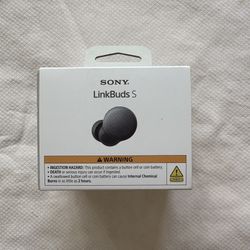 SONY
LinkBuds S
WARNING
• INGESTION HAZARD: This product contains a button cell or coin battery.
• DEATH or serious injury can occur if ingested.
• A swallowed button cell or coin battery can cause Internal Chemical
Burns in as little as 2 hours.